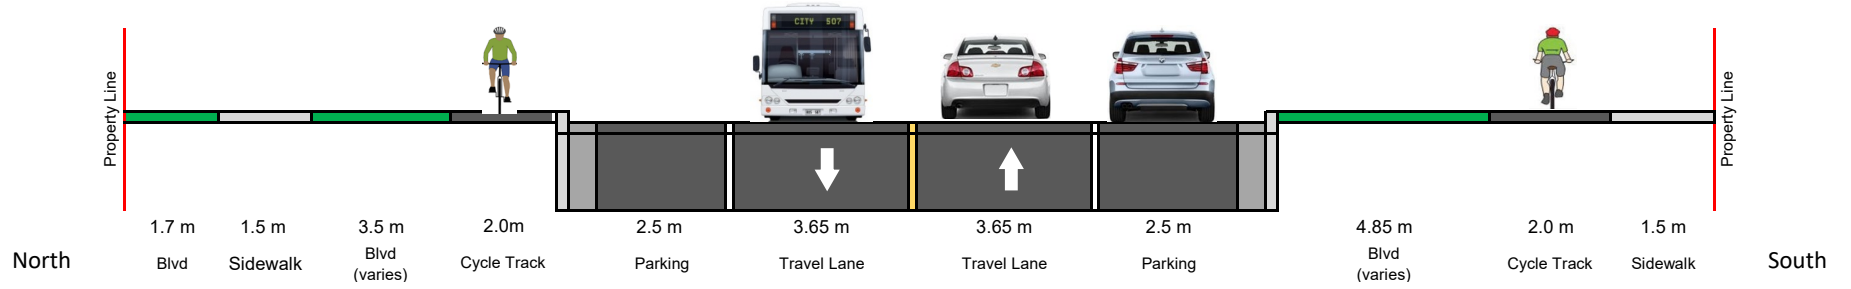 CITY 507
Property Line
Property Line
1.7 m 1.5 m 3.5 m 2.0m 2.5 m 3.65 m 3.65 m 2.5 m 4.85 m 2.0 m 1.5 m
North Blvd Sidewalk Blvd (varies) Cycle Track Parking Travel Lane Travel Lane Parking Blvd (varies) Cycle Track Sidewalk South